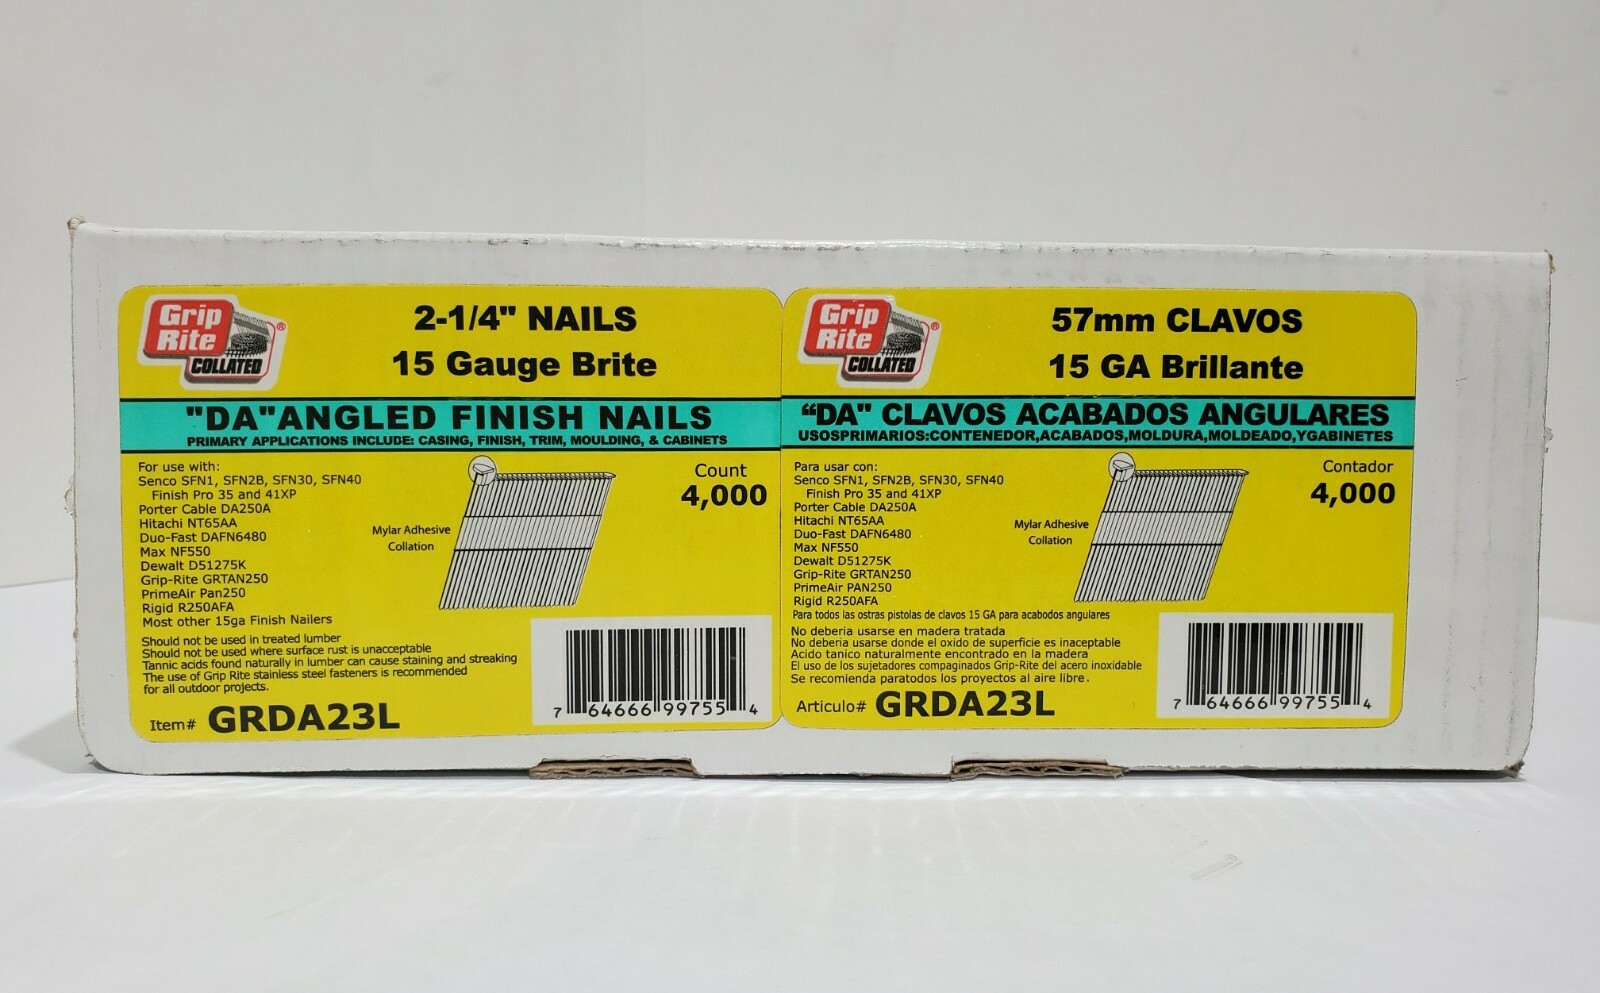 Grip
Rite
COLLATED
®
2-1/4" NAILS
15 Gauge Brite
"DA"ANGLED FINISH NAILS
PRIMARY APPLICATIONS INCLUDE: CASING, FINISH, TRIM, MOULDING, & CABINETS
For use with:
Senco SFN1, SFN2B, SFN30, SFN40
Finish Pro 35 and 41XP
Porter Cable DA250A
Hitachi NT65AA
Duo-Fast DAFN6480
Max NF550
Dewalt D51275K
Grip-Rite GRTAN250
PrimeAir Pan250
Rigid R250AFA
Most other 15ga Finish Nailers
Mylar Adhesive
Collation
Count
4,000
Should not be used in treated lumber
Should not be used where surface rust is unacceptable
Tannic acids found naturally in lumber can cause staining and streaking
The use of Grip Rite stainless steel fasteners is recommended
for all outdoor projects.
Item# GRDA23L
7 64666 99755 4
Grip
Rite
COLLATED
®
57mm CLAVOS
15 GA Brillante
“DA" CLAVOS ACABADOS ANGULARES
USOSPRIMARIOS:CONTENEDOR,ACABADOS,MOLDURA,MOLDEADO,YGABINETES
Para usar con:
Senco SFN1, SFN2B, SFN30, SFN40
Finish Pro 35 and 41XP
Porter Cable DA250A
Hitachi NT65AA
Duo-Fast DAFN6480
Max NF550
Dewalt D51275K
Grip-Rite GRTAN250
PrimeAir PAN250
Rigid R250AFA
Para todos las ostras pistolas de clavos 15 GA para acabodos angulares
Mylar Adhesive
Collation
Contador
4,000
No deberia usarse en madera tratada
No deberia usarse donde el oxido de superficie es inaceptable
Acido tanico naturalmente encontrado en la madera
El uso de los sujetadores compaginados Grip-Rite del acero inoxidable
Se recomienda paratodos los proyectos al aire libre.
Articulo# GRDA23L
7 64666 99755 4